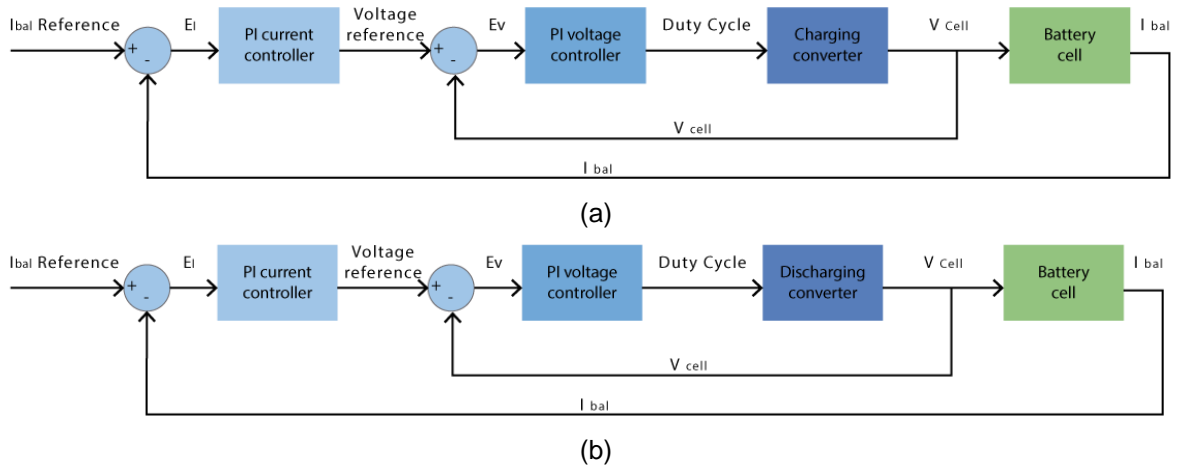 I bal Reference
+
-
EI
PI current
controller
Voltage
reference
+
-
Ev
PI voltage
controller
Duty Cycle
Charging
converter
V Cell
Battery
cell
I bal
V cell
I bal
(a)
I bal Reference
+
-
EI
PI current
controller
Voltage
reference
+
-
Ev
PI voltage
controller
Duty Cycle
Discharging
converter
V Cell
Battery
cell
I bal
V cell
I bal
(b)